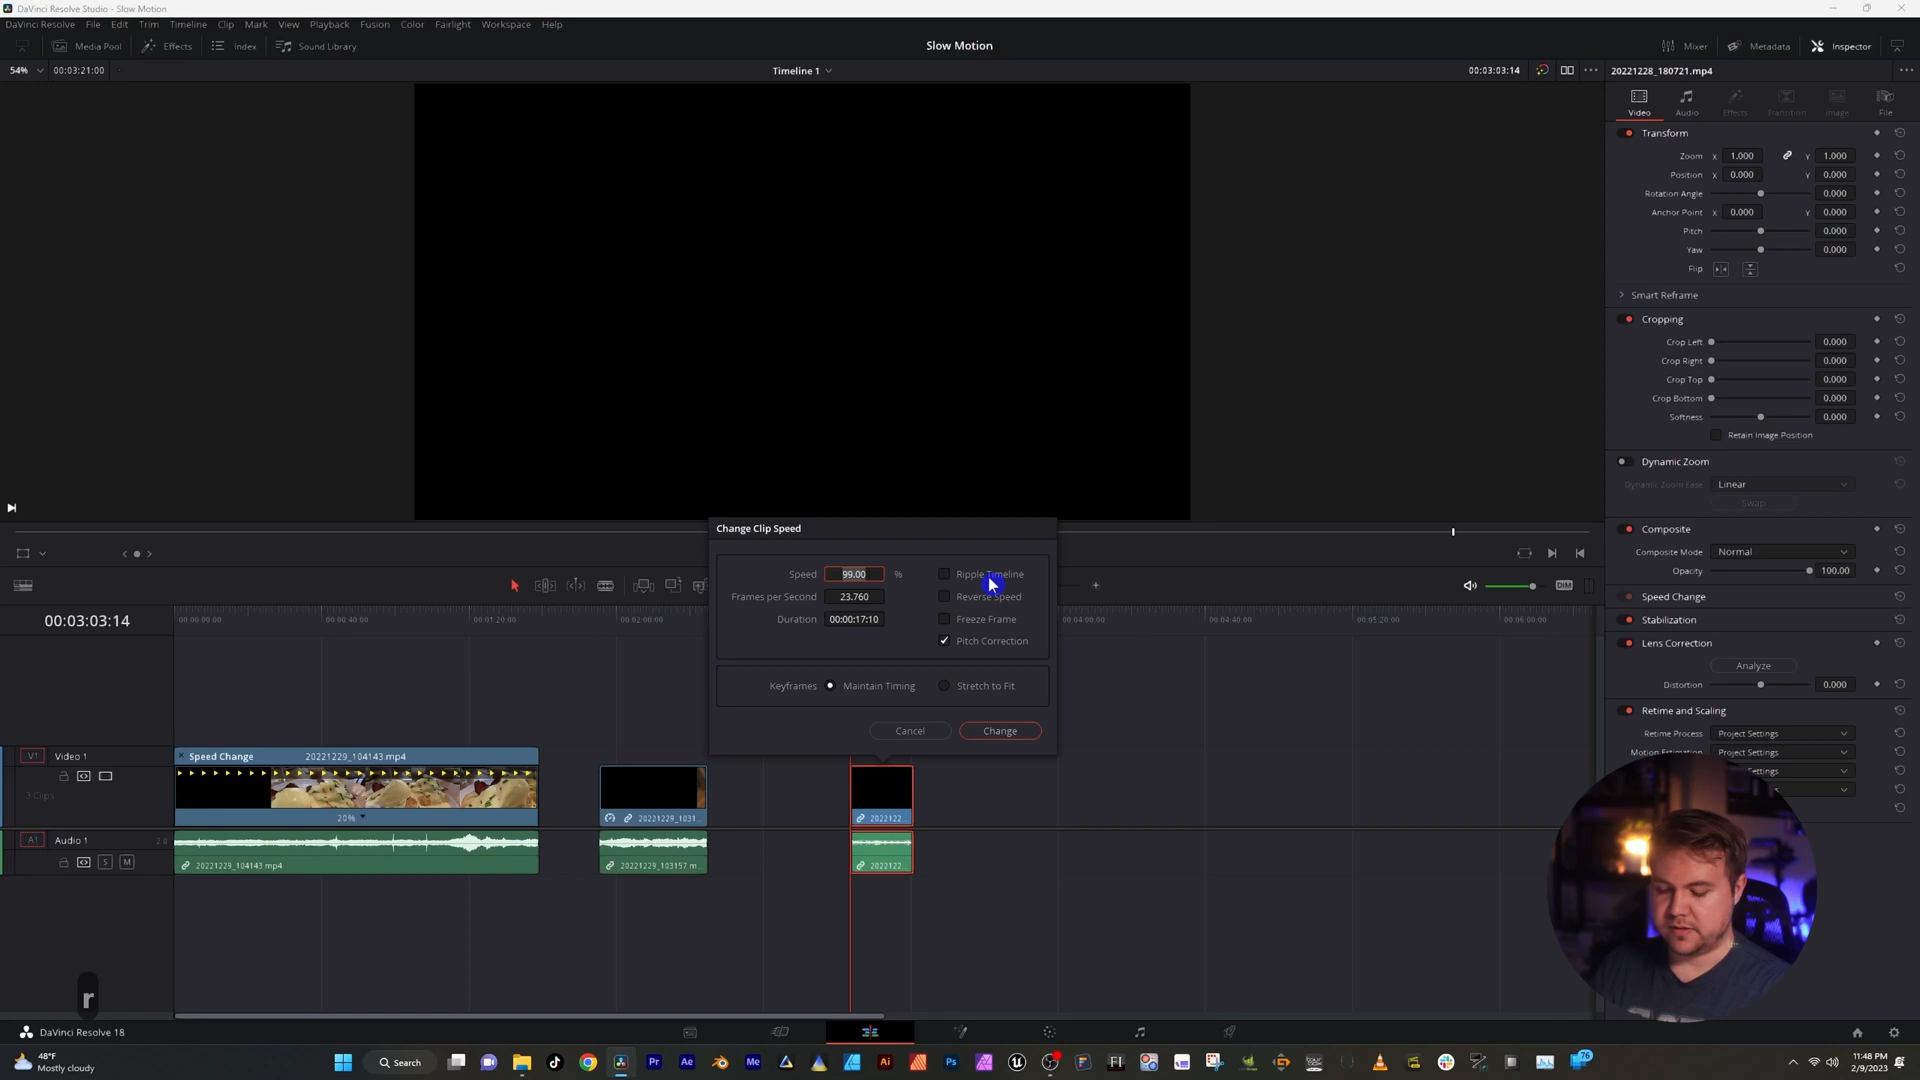 DaVinci Resolve Studio - Slow Motion
DaVinci Resolve File Edit Trim Timeline Clip Mark View Playback Fusion Color Fairlight Workspace Help
Media Pool Effects Index Sound Library
Slow Motion
Mixer Metadata Inspector
54% 00:03:21:00
Timeline 1
00:03:03:14
20221228_180721.mp4
Video Audio Effects Transition Image File
Transform
Zoom X 1.000 Y 1.000
Position X 0.000 Y 0.000
Rotation Angle 0.000
Anchor Point X 0.000 Y 0.000
Pitch 0.000
Yaw 0.000
Flip
Smart Reframe
Cropping
Crop Left 0.000
Crop Right 0.000
Crop Top 0.000
Crop Bottom 0.000
Softness 0.000
Retain Image Position
Dynamic Zoom
Dynamic Zoom Ease Linear
Swap
Composite
Composite Mode Normal
Opacity 100.00
Speed Change
Stabilization
Lens Correction
Analyze
Distortion 0.000
Retime and Scaling
Retime Process Project Settings
Motion Estimation Project Settings
Settings
Change Clip Speed
Speed 99.00 % Ripple Timeline
Frames per Second 23.760 Reverse Speed
Duration 00:00:17:10 Freeze Frame
Pitch Correction
Keyframes Maintain Timing Stretch to Fit
Cancel Change
DIM
00:03:03:14
00:00:00:00 00:00:40:00 00:01:20:00 00:02:00:00 00:04:00:00 00:04:40:00 00:05:20:00 00:06:00:00
V1 Video 1
3 Clips
Speed Change 20221229_104143.mp4
20%
20221229_1031...
2022122...
A1 Audio 1 2.0
S M
20221229_104143.mp4
20221229_103157.m...
2022122...
r
DaVinci Resolve 18
48°F
Mostly cloudy
Search
Pr Ae Me Ai Ps FI
76
11:48 PM
2/9/2023